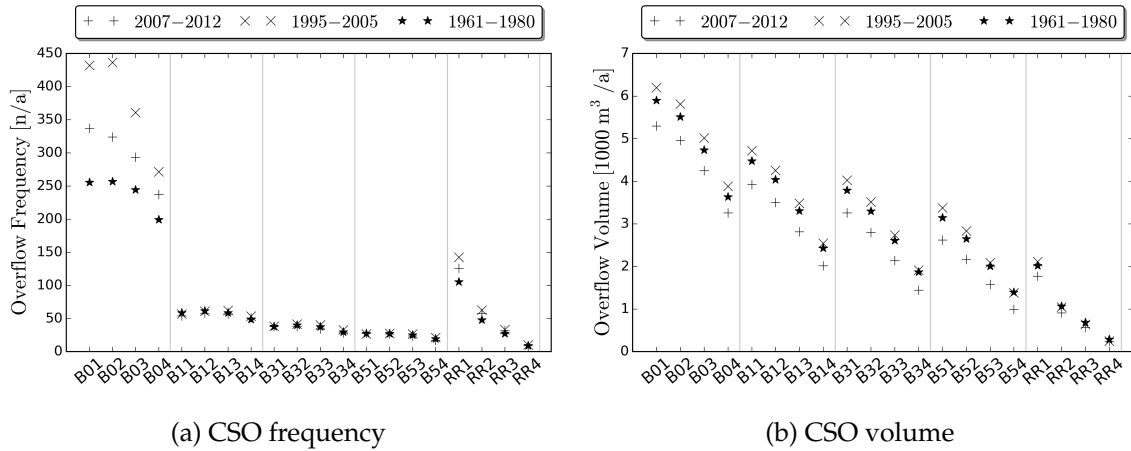 2007−2012 1995−2005 1961−1980
Overflow Frequency [n/a]
450
400
350
300
250
200
150
100
50
0
B01 B02 B03 B04 B11 B12 B13 B14 B31 B32 B33 B34 B51 B52 B53 B54 RR1 RR2 RR3 RR4
(a) CSO frequency
2007−2012 1995−2005 1961−1980
Overflow Volume [1000 m³ /a]
7
6
5
4
3
2
1
0
B01 B02 B03 B04 B11 B12 B13 B14 B31 B32 B33 B34 B51 B52 B53 B54 RR1 RR2 RR3 RR4
(b) CSO volume